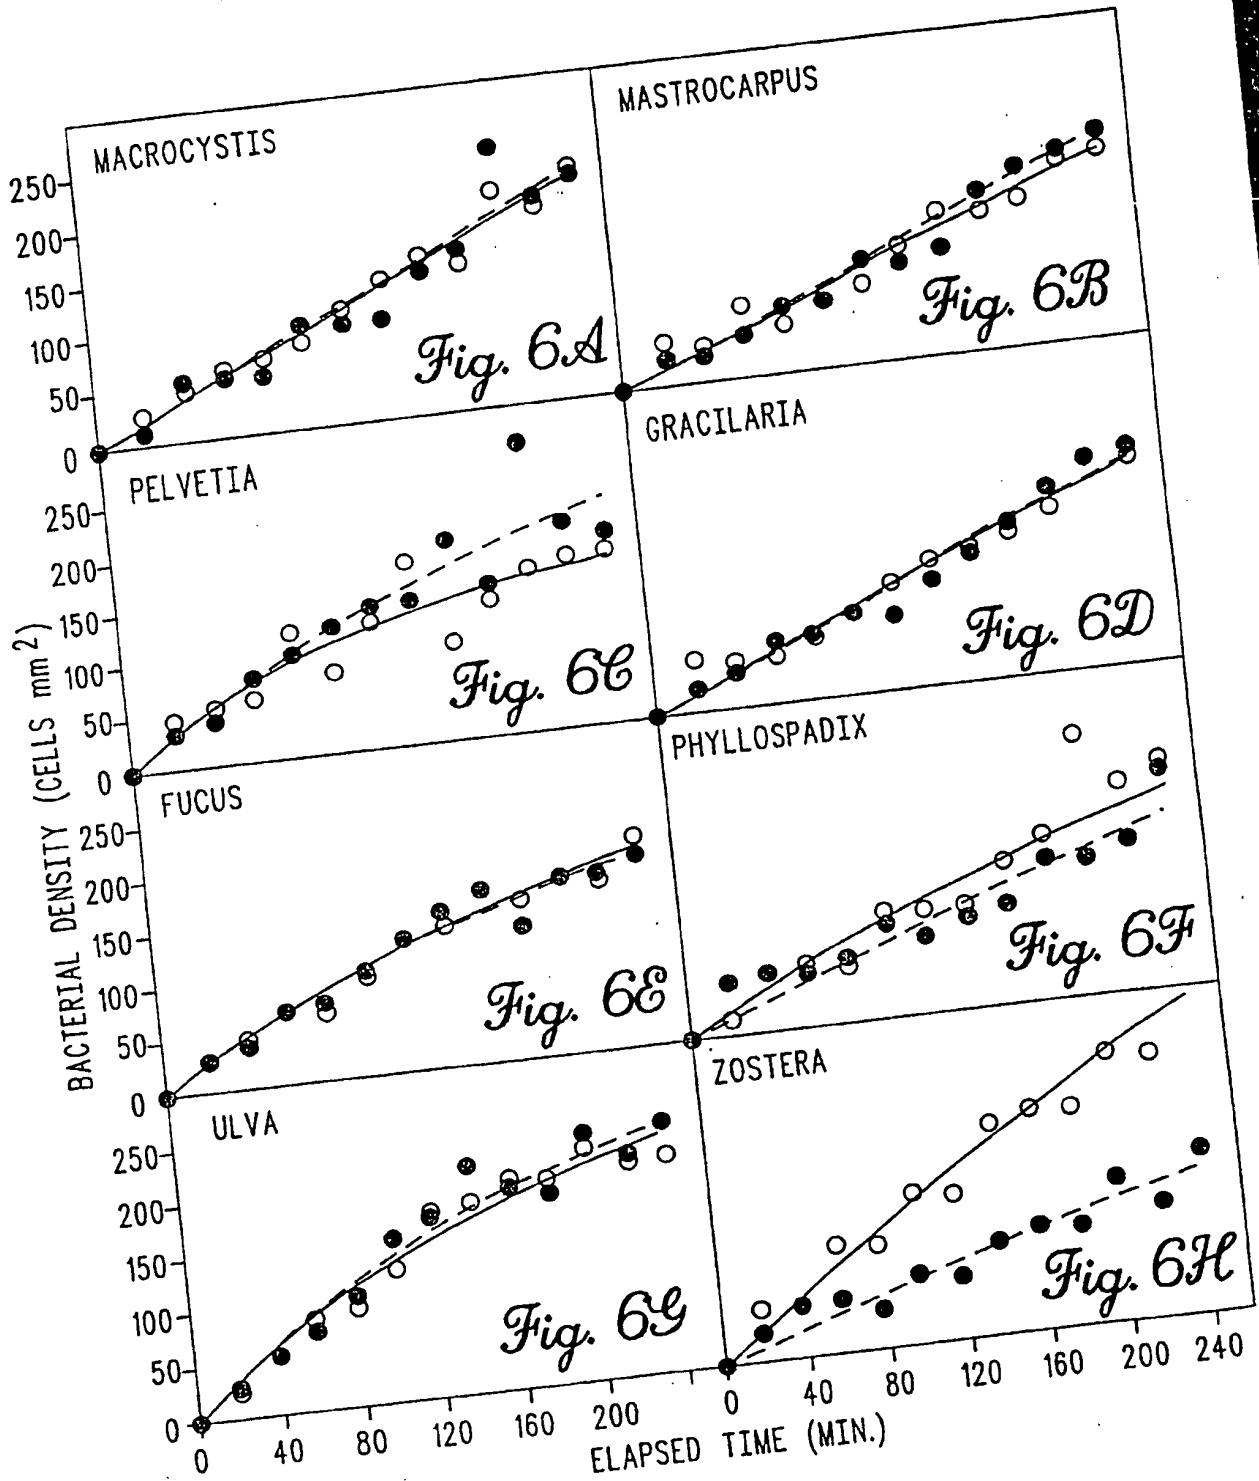 MACROCYSTIS
Fig. 6A
MASTROCARPUS
Fig. 6B
PELVETIA
Fig. 6C
GRACILARIA
Fig. 6D
FUCUS
Fig. 6E
PHYLLOSPADIX
Fig. 6F
ULVA
Fig. 6G
ZOSTERA
Fig. 6H
250
200
150
100
50
0
250
200
150
100
50
0
250
200
150
100
50
0
250
200
150
100
50
0
BACTERIAL DENSITY (CELLS mm²)
0 40 80 120 160 200
0 40 80 120 160 200 240
ELAPSED TIME (MIN.)